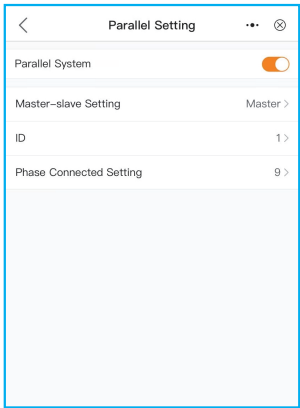 Parallel Setting
Parallel System
Master-slave Setting Master
ID 1
Phase Connected Setting 9